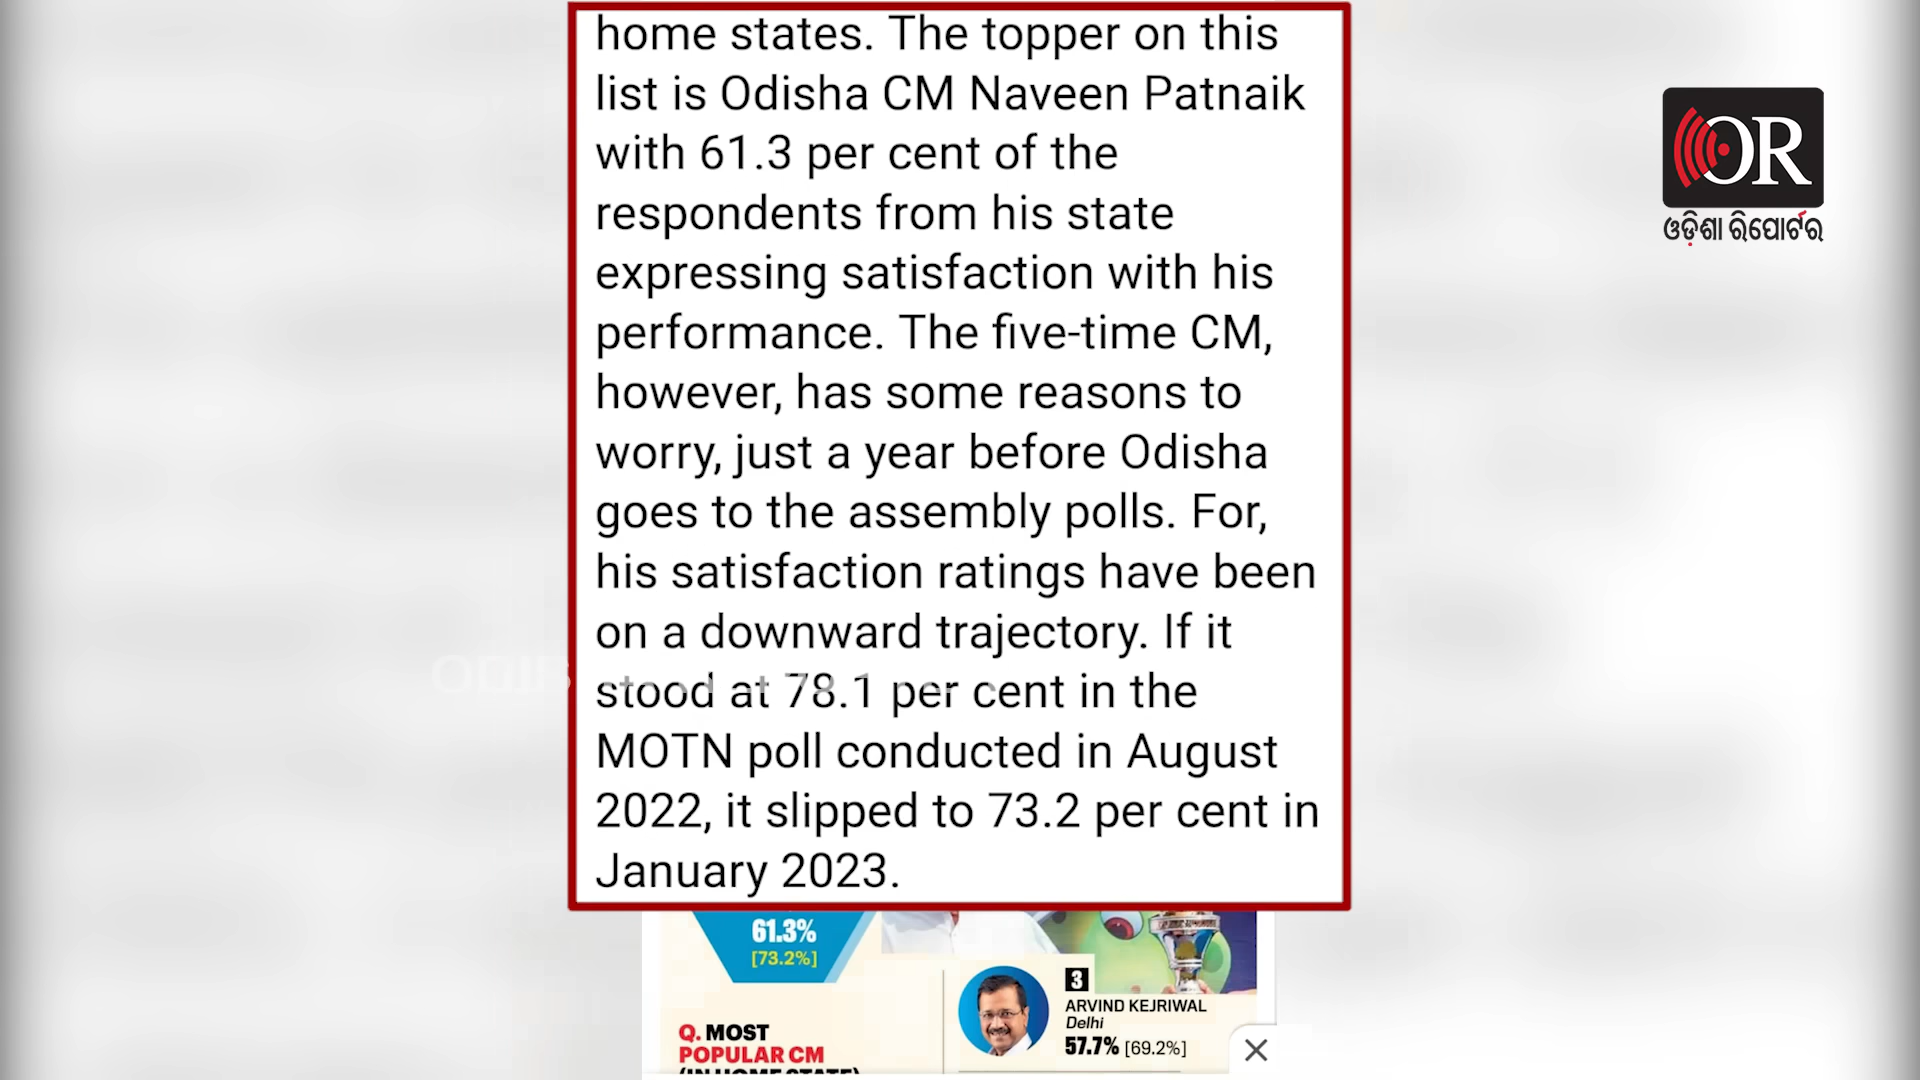 home states. The topper on this
list is Odisha CM Naveen Patnaik
with 61.3 per cent of the
respondents from his state
expressing satisfaction with his
performance. The five-time CM,
however, has some reasons to
worry, just a year before Odisha
goes to the assembly polls. For,
his satisfaction ratings have been
on a downward trajectory. If it
stood at 78.1 per cent in the
MOTN poll conducted in August
2022, it slipped to 73.2 per cent in
January 2023.
OR
ଓଡ଼ିଶା ରିପୋର୍ଟର
61.3%
[73.2%]
Q. MOST
POPULAR CM
(IN HOME STATE)
3
ARVIND KEJRIWAL
Delhi
57.7% [69.2%]